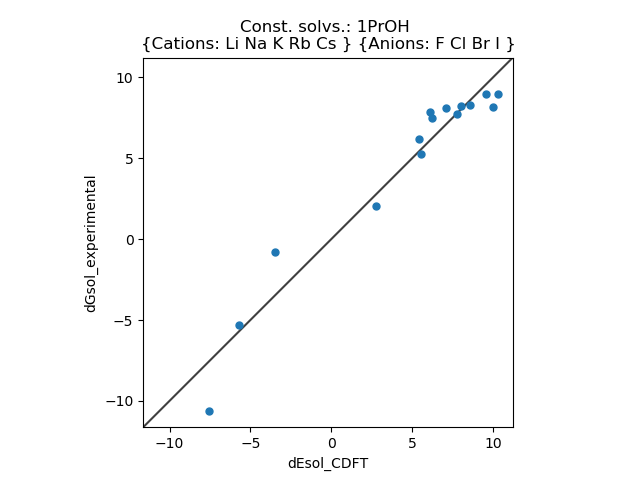 Const. solvs.: 1PrOH
{Cations: Li Na K Rb Cs } {Anions: F Cl Br I }
10
5
0
−5
−10
dGsol_experimental
−10
−5
0
5
10
dEsol_CDFT